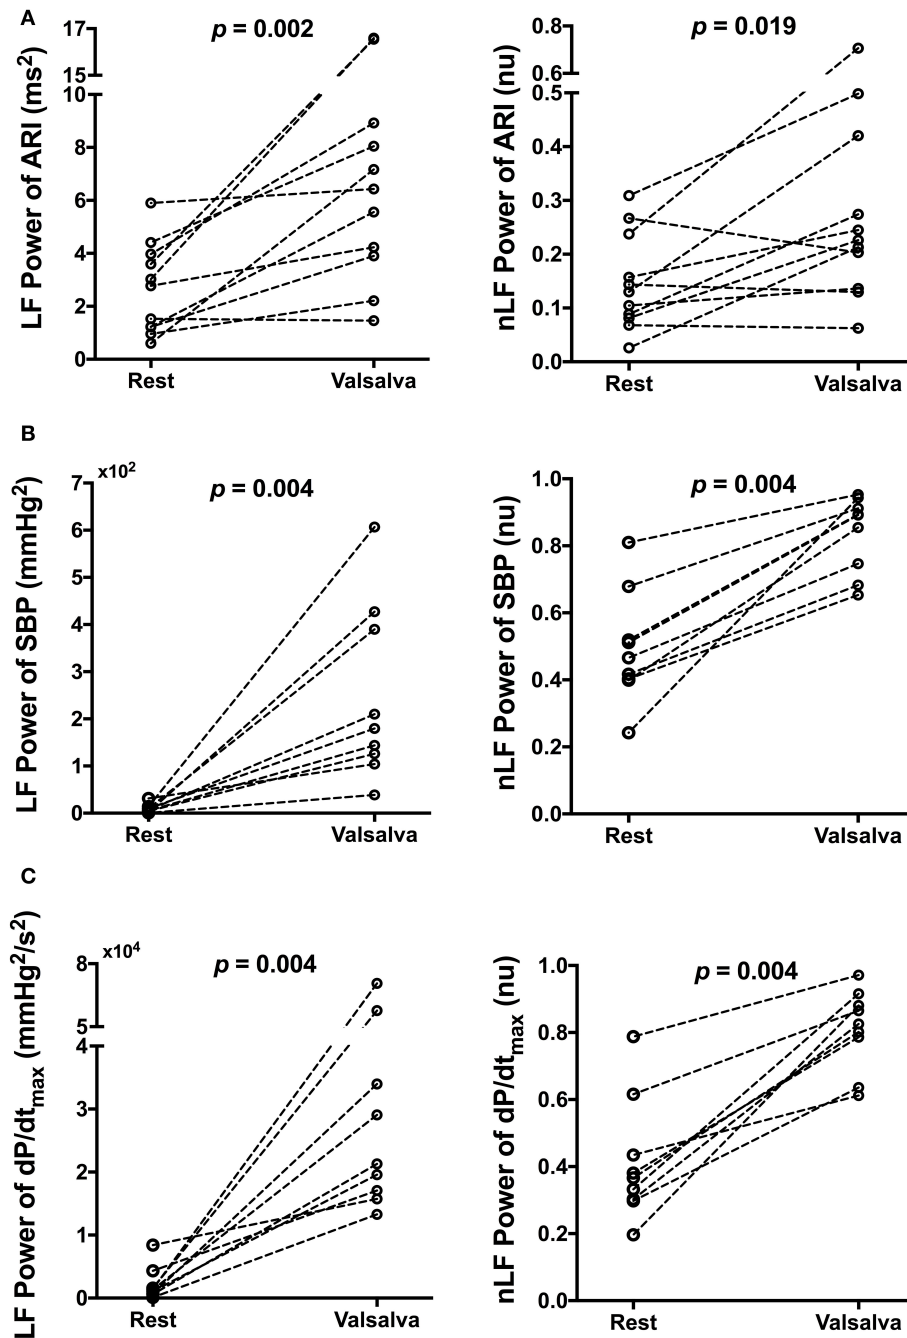 A
p = 0.002
LF Power of ARI (ms²)
17
15
10
8
6
4
2
0
Rest
Valsalva
p = 0.019
nLF Power of ARI (nu)
0.8
0.6
0.5
0.4
0.3
0.2
0.1
0.0
Rest
Valsalva
B
x10²
p = 0.004
LF Power of SBP (mmHg²)
7
6
5
4
3
2
1
0
Rest
Valsalva
p = 0.004
nLF Power of SBP (nu)
1.0
0.8
0.6
0.4
0.2
0.0
Rest
Valsalva
C
x10⁴
p = 0.004
LF Power of dP/dtmax (mmHg²/s²)
8
5
4
3
2
1
0
Rest
Valsalva
p = 0.004
nLF Power of dP/dtmax (nu)
1.0
0.8
0.6
0.4
0.2
0.0
Rest
Valsalva